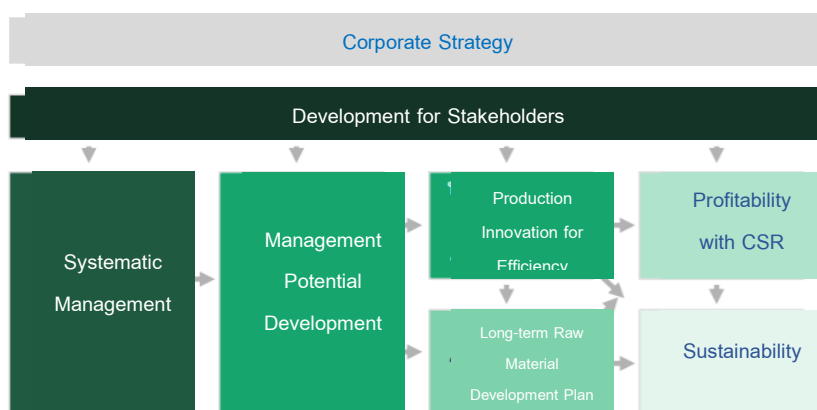 Corporate Strategy
Development for Stakeholders
Systematic
Management
Management
Potential
Development
Production
Innovation for
Efficiency
Profitability
with CSR
Long-term Raw
Material
Development Plan
Sustainability